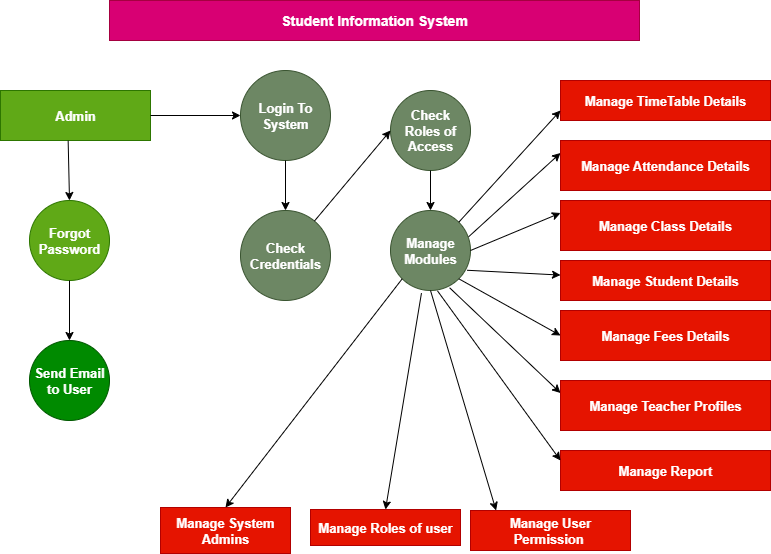 Student Information System
Admin
Login To
System
Check
Roles of
Access
Manage TimeTable Details
Manage Attendance Details
Manage Class Details
Forgot
Password
Check
Credentials
Manage
Modules
Manage Student Details
Manage Fees Details
Send Email
to User
Manage Teacher Profiles
Manage Report
Manage System
Admins
Manage Roles of user
Manage User
Permission